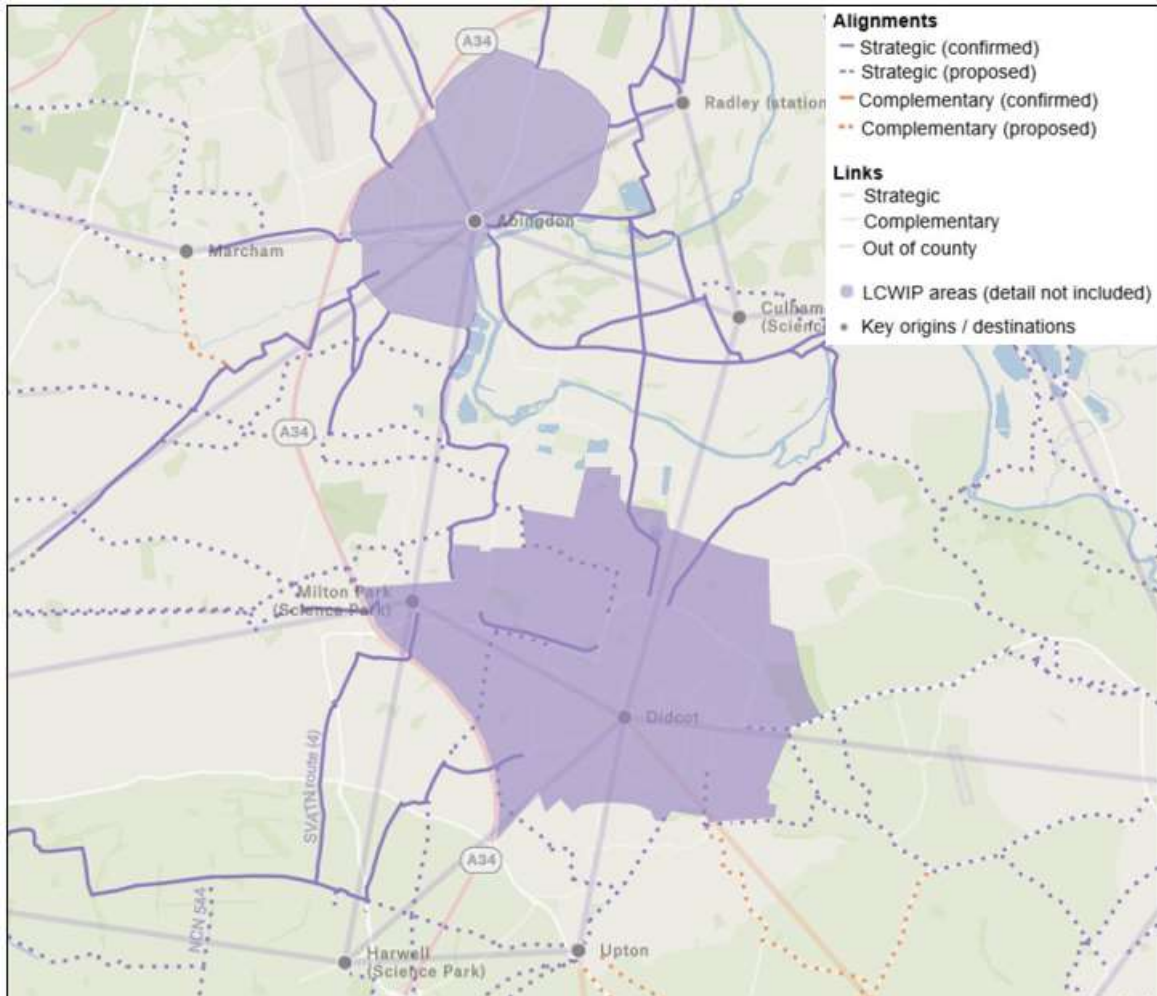 Alignments
Strategic (confirmed)
Strategic (proposed)
Complementary (confirmed)
Complementary (proposed)
Links
Strategic
Complementary
Out of county
LCWIP areas (detail not included)
Key origins / destinations
A34
Radley (station
Abingdon
Marcham
Culham
(Scienc
A34
Milton Park
(Science Park)
Didcot
SVATN route (4)
A34
NCN 544
Harwell
(Science Park)
Upton